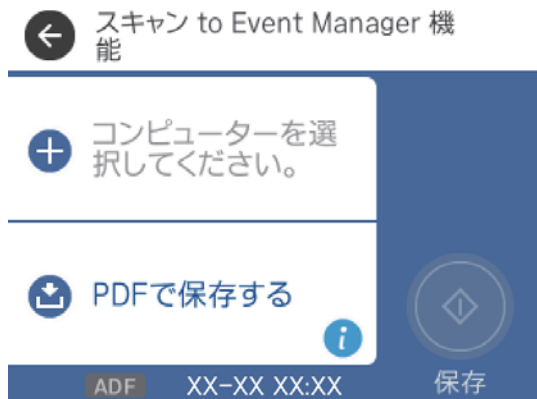 スキャン to Event Manager 機
能
コンピューターを選
択してください。
PDFで保存する
i
ADF XX-XX XX:XX
保存